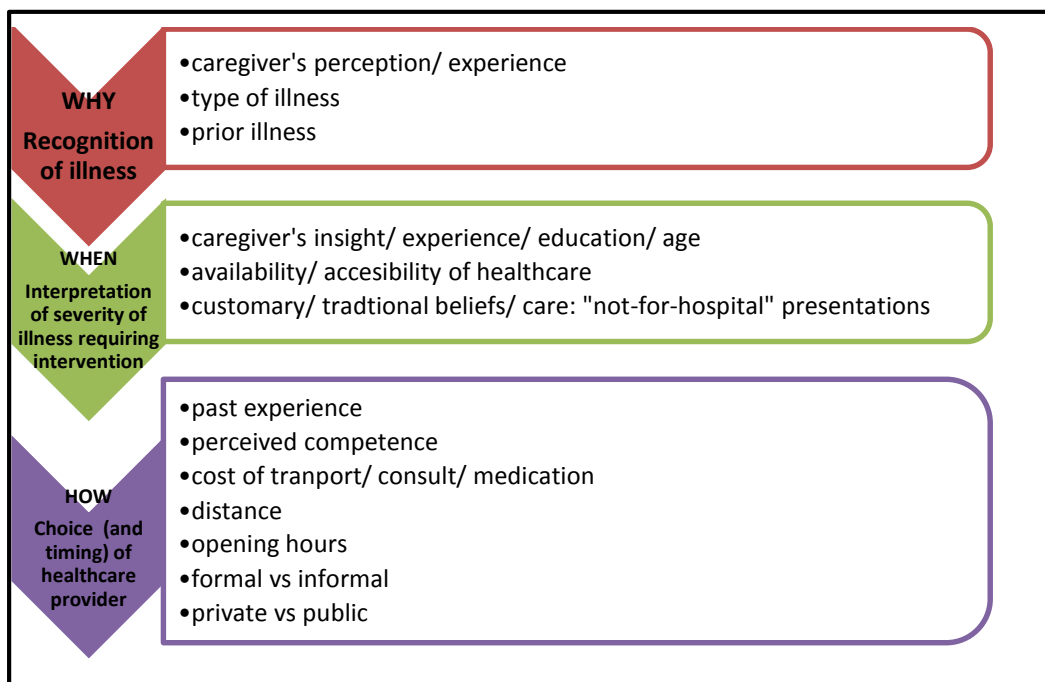 WHY
Recognition
of illness
•caregiver's perception/ experience
•type of illness
•prior illness
WHEN
Interpretation
of severity of
illness requiring
intervention
•caregiver's insight/ experience/ education/ age
•availability/ accesibility of healthcare
•customary/ tradtional beliefs/ care: "not-for-hospital" presentations
HOW
Choice (and
timing) of
healthcare
provider
•past experience
•perceived competence
•cost of tranport/ consult/ medication
•distance
•opening hours
•formal vs informal
•private vs public